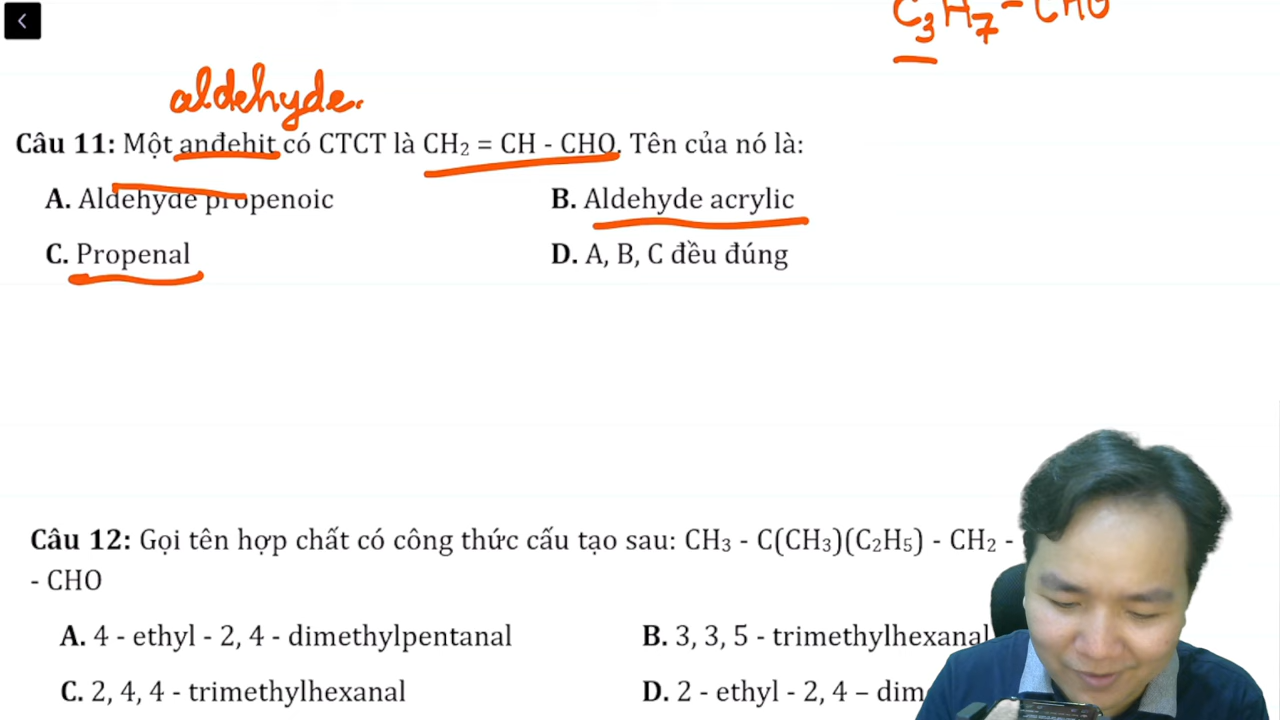 C₃H₇ - CHO
aldehyde.
Câu 11: Một anđehit có CTCT là CH₂ = CH - CHO. Tên của nó là:
A. Aldehyde propenoic
B. Aldehyde acrylic
C. Propenal
D. A, B, C đều đúng
Câu 12: Gọi tên hợp chất có công thức cấu tạo sau: CH₃ - C(CH₃)(C₂H₅) - CH₂ -
- CHO
A. 4 - ethyl - 2, 4 - dimethylpentanal
B. 3, 3, 5 - trimethylhexanal
C. 2, 4, 4 - trimethylhexanal
D. 2 - ethyl - 2, 4 –